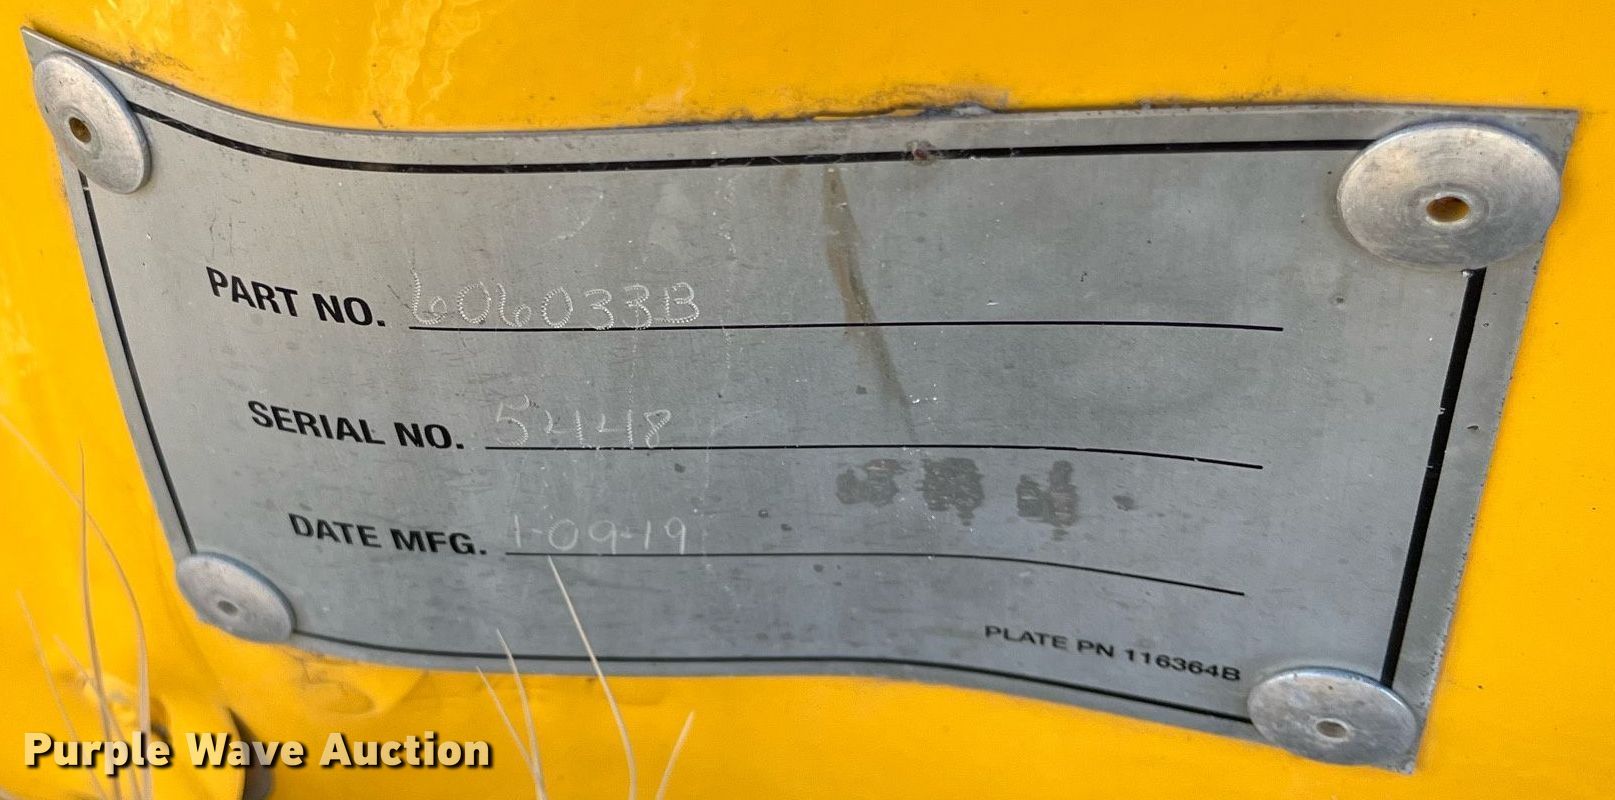 PART NO. 606033B
SERIAL NO. 5448
DATE MFG. 1-09-19
PLATE PN 116364B
Purple Wave Auction